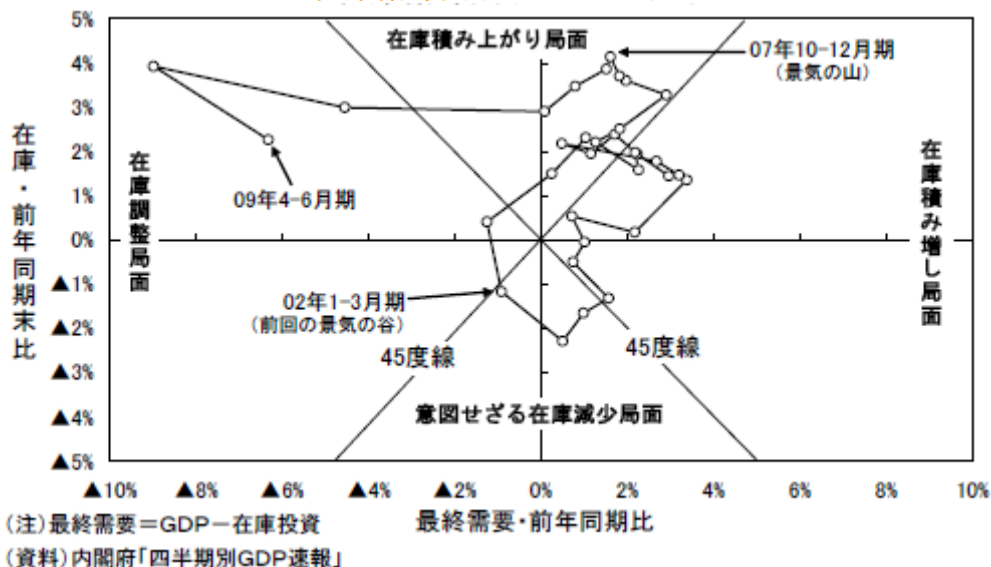 5%
4%
3%
2%
1%
0%
▲1%
▲2%
▲3%
▲4%
▲5%
在庫・前年同期末比
在庫積み上がり局面
07年10-12月期
(景気の山)
09年4-6月期
在庫調整局面
在庫積み増し局面
02年1-3月期
(前回の景気の谷)
45度線
45度線
意図せざる在庫減少局面
▲10% ▲8% ▲6% ▲4% ▲2% 0% 2% 4% 6% 8% 10%
最終需要・前年同期比
(注)最終需要=GDP-在庫投資
(資料)内閣府「四半期別GDP速報」